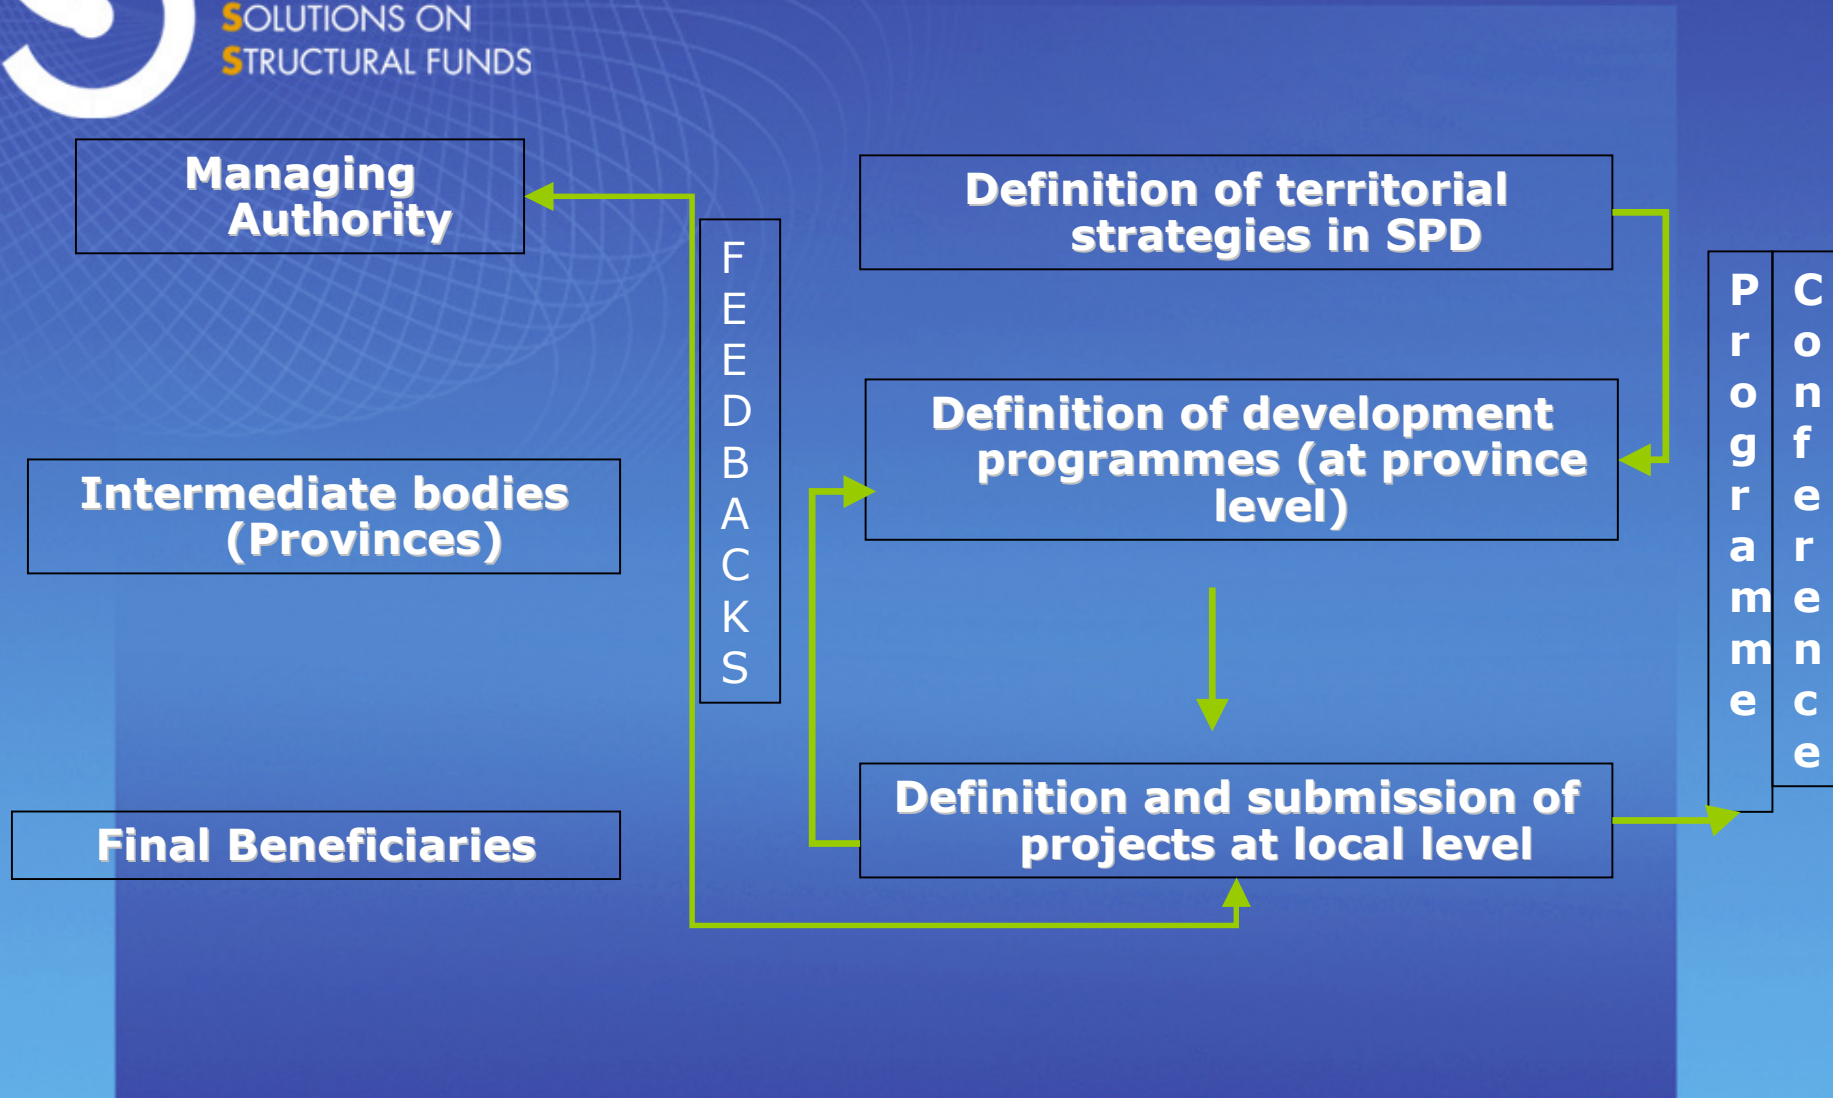 SOLUTIONS ON
STRUCTURAL FUNDS
Managing
Authority
Definition of territorial
strategies in SPD
FEEDBACKS
Programme
Conference
Definition of development
programmes (at province
level)
Intermediate bodies
(Provinces)
Definition and submission of
projects at local level
Final Beneficiaries